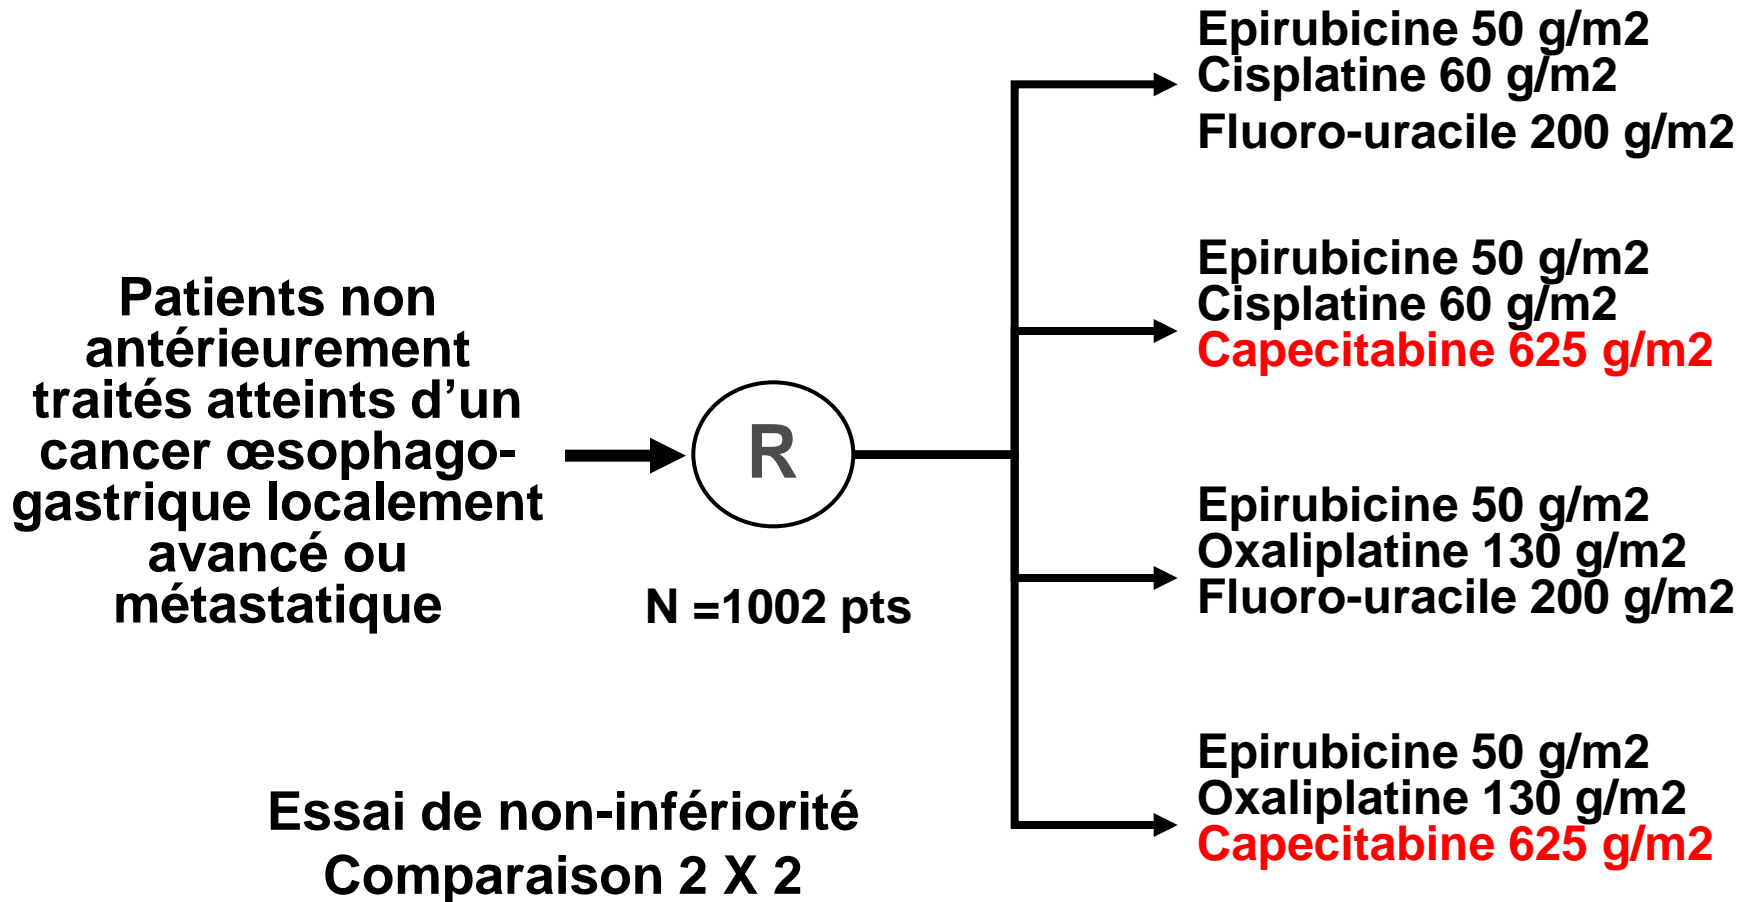 Patients non
antérieurement
traités atteints d’un
cancer œsophago-
gastrique localement
avancé ou
métastatique
R
N =1002 pts
Essai de non-infériorité
Comparaison 2 X 2
Epirubicine 50 g/m2
Cisplatine 60 g/m2
Fluoro-uracile 200 g/m2
Epirubicine 50 g/m2
Cisplatine 60 g/m2
Capecitabine 625 g/m2
Epirubicine 50 g/m2
Oxaliplatine 130 g/m2
Fluoro-uracile 200 g/m2
Epirubicine 50 g/m2
Oxaliplatine 130 g/m2
Capecitabine 625 g/m2